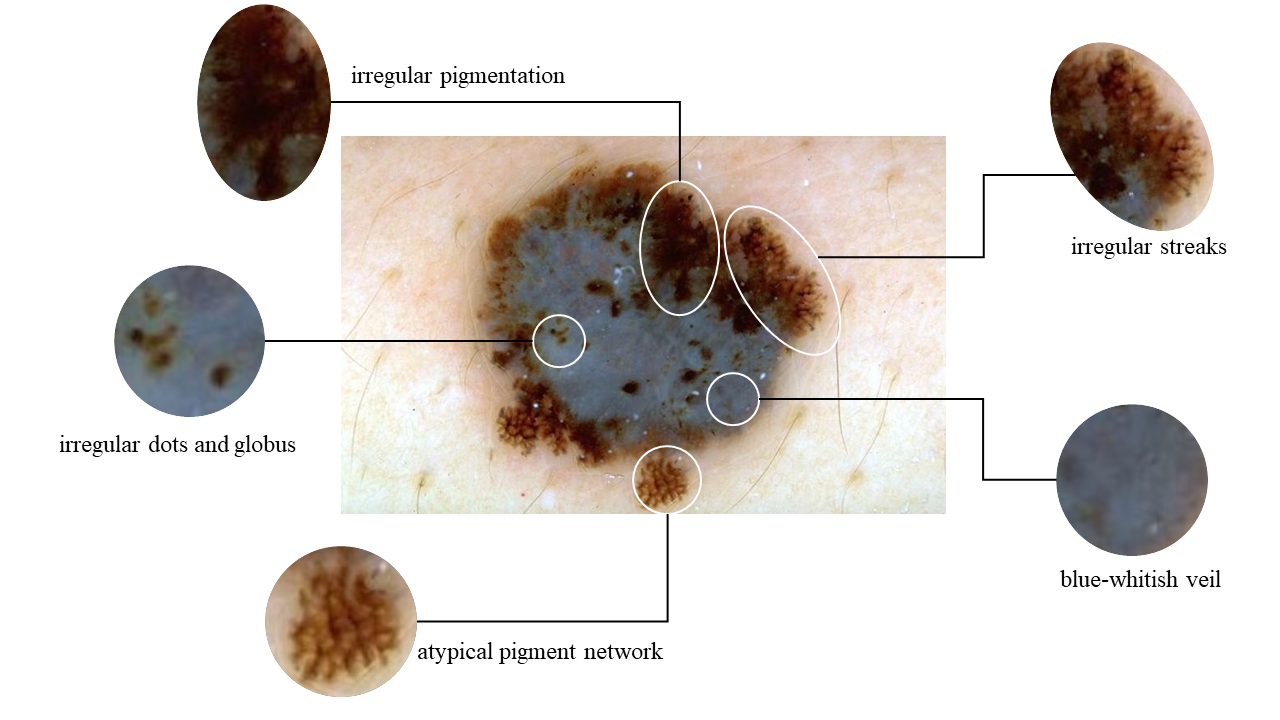 irregular pigmentation
irregular streaks
irregular dots and globus
blue-whitish veil
atypical pigment network